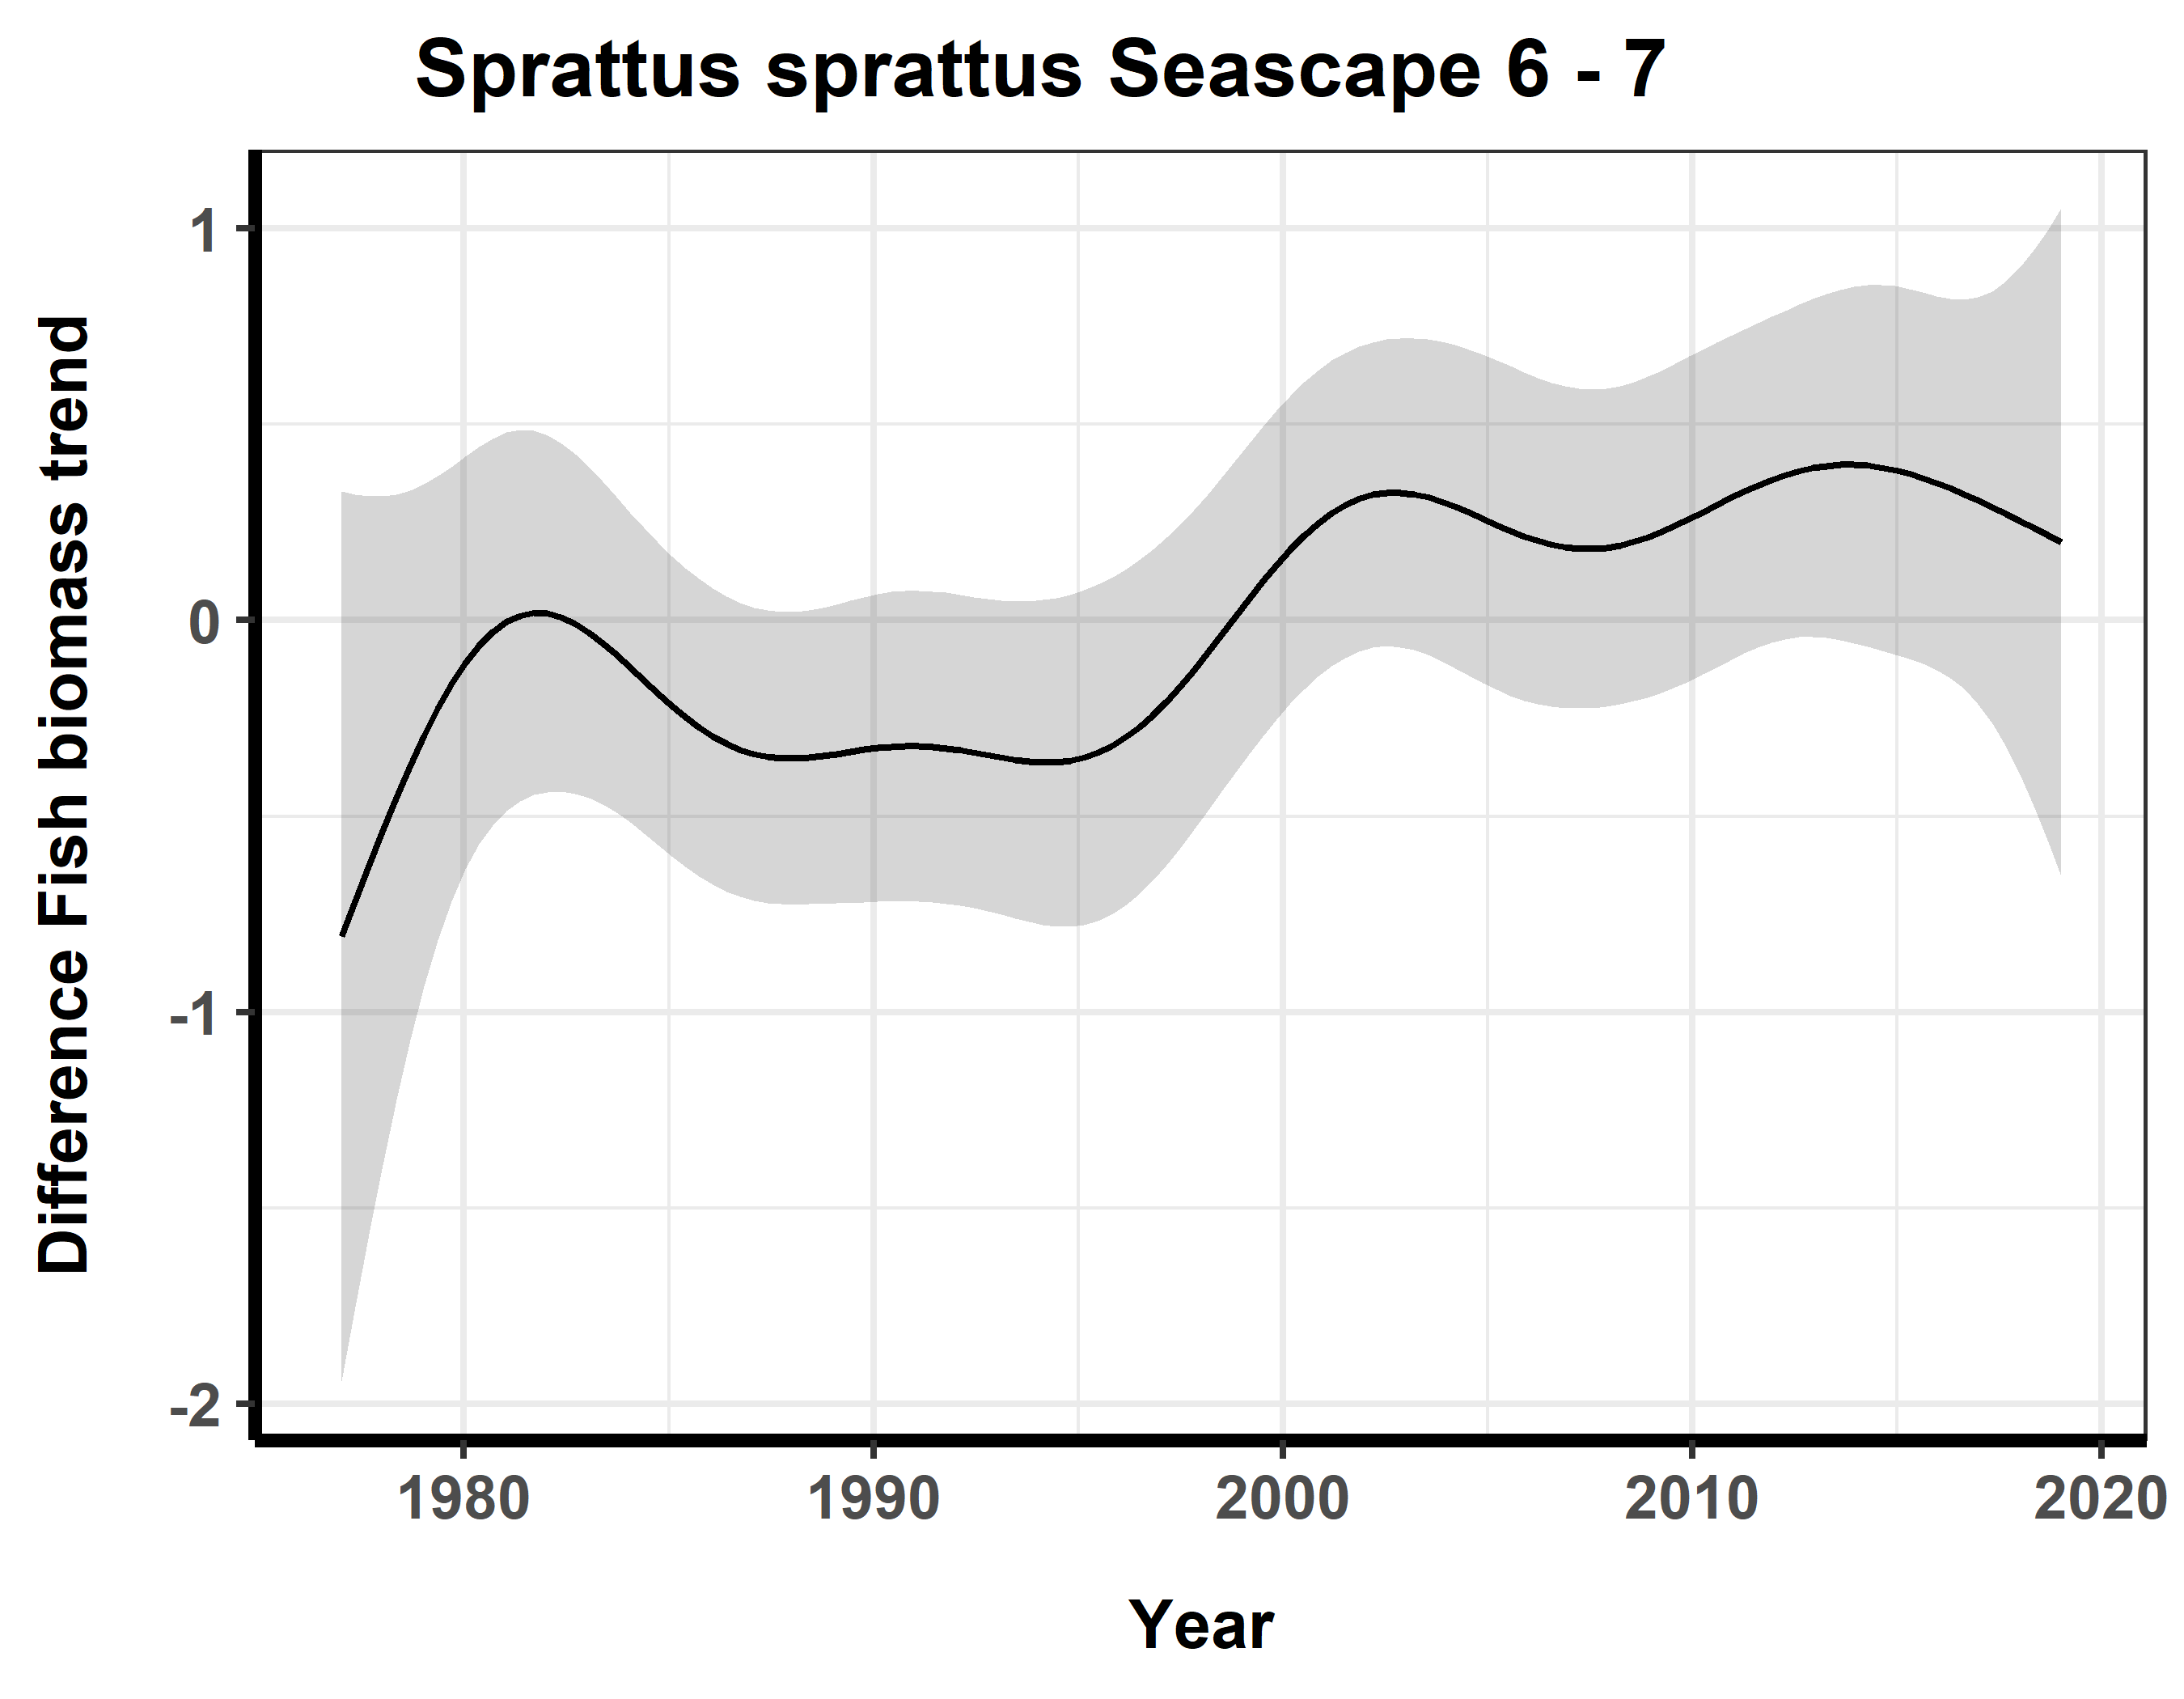 Sprattus sprattus Seascape 6 - 7
Difference Fish biomass trend
1
0
-1
-2
1980 1990 2000 2010 2020
Year